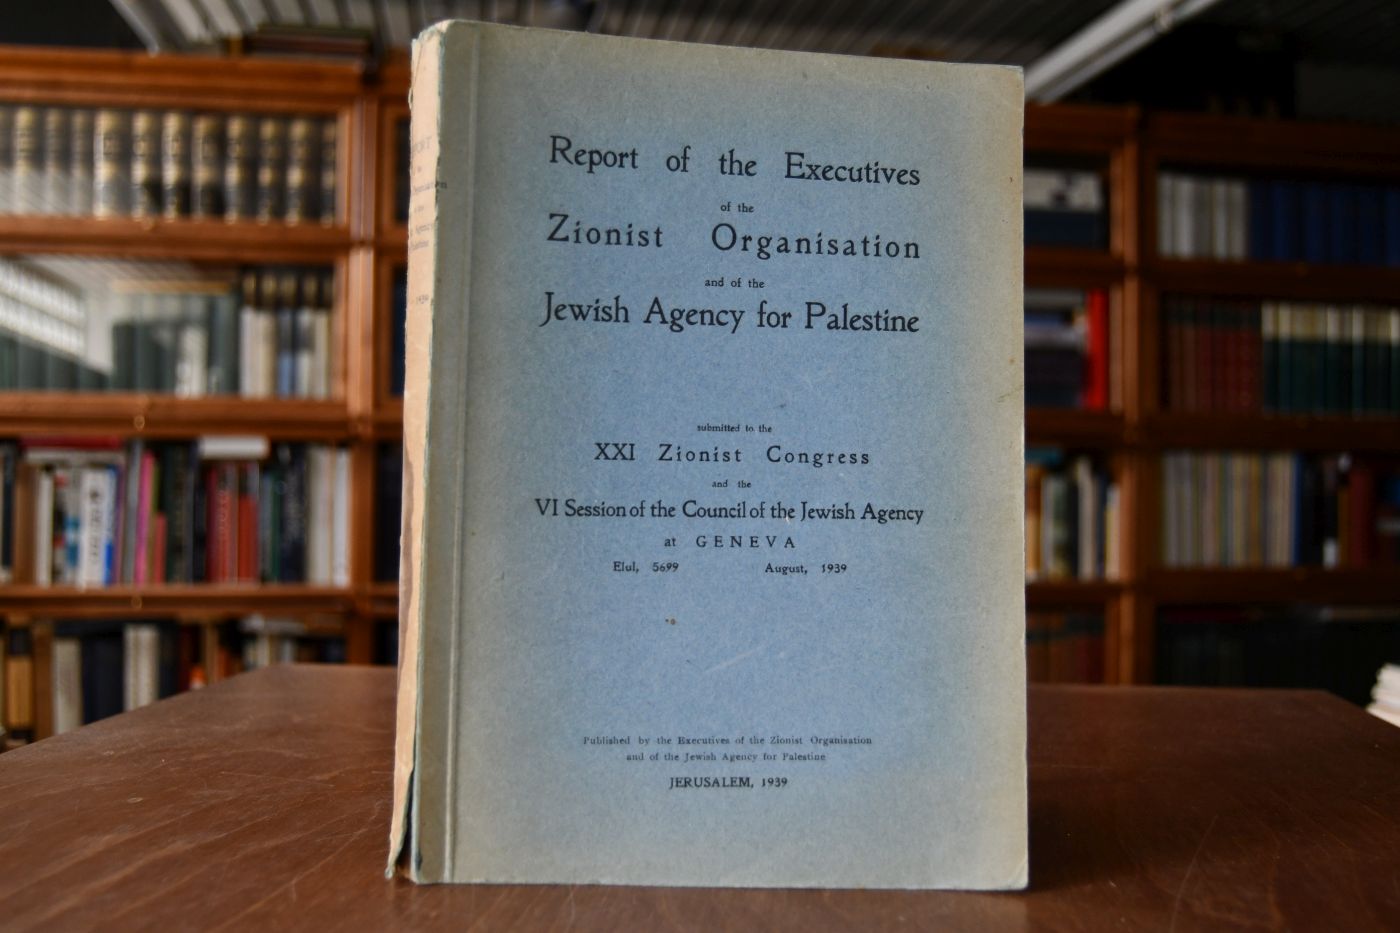 Report of the Executives
of the
Zionist Organisation
and of the
Jewish Agency for Palestine
submitted to the
XXI Zionist Congress
and the
VI Session of the Council of the Jewish Agency
at GENEVA
Elul, 5699 August, 1939
Published by the Executives of the Zionist Organisation
and of the Jewish Agency for Palestine
JERUSALEM, 1939